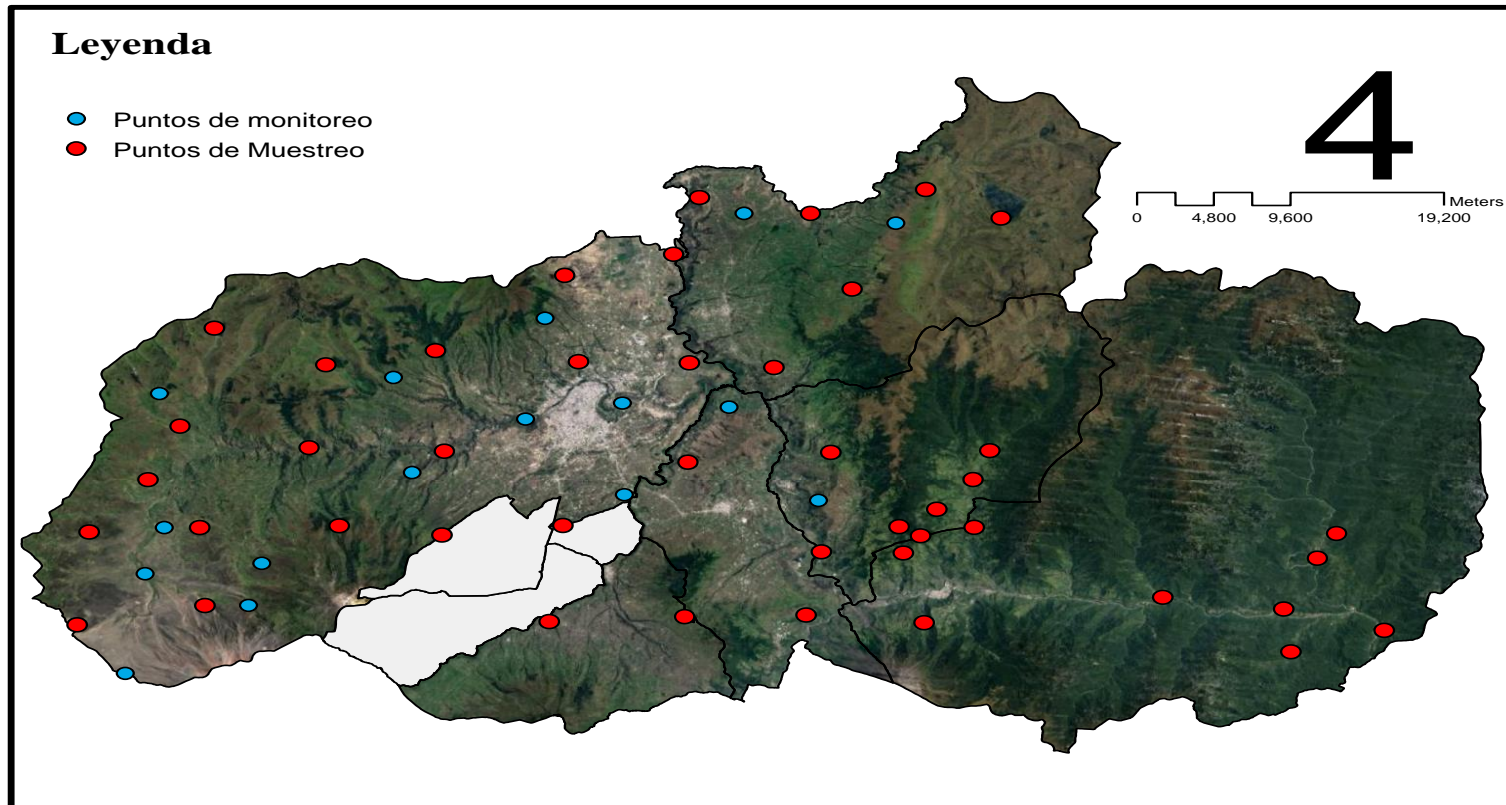 Leyenda
Puntos de monitoreo
Puntos de Muestreo
4
Meters
0 4,800 9,600 19,200